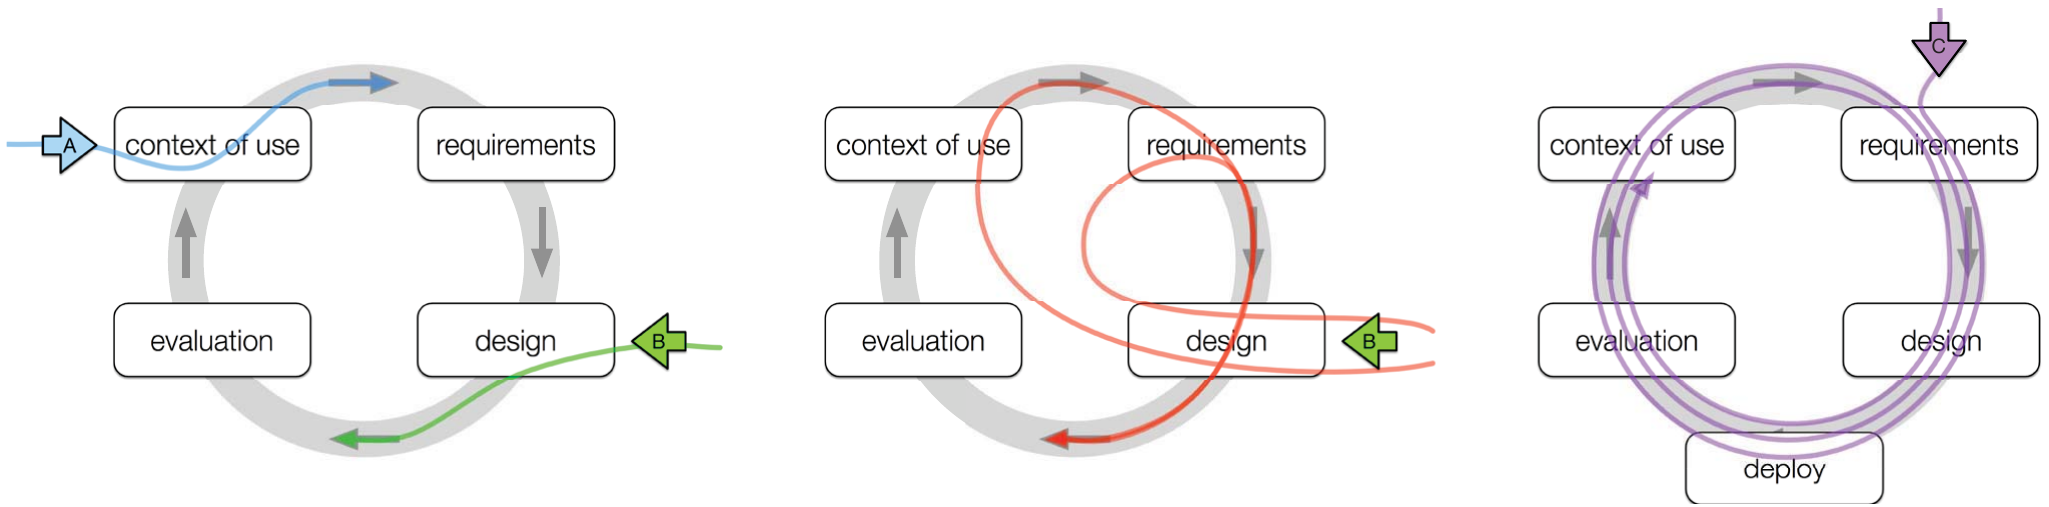 A
context of use
requirements
evaluation
design
B
context of use
requirements
evaluation
design
B
C
context of use
requirements
evaluation
design
deploy